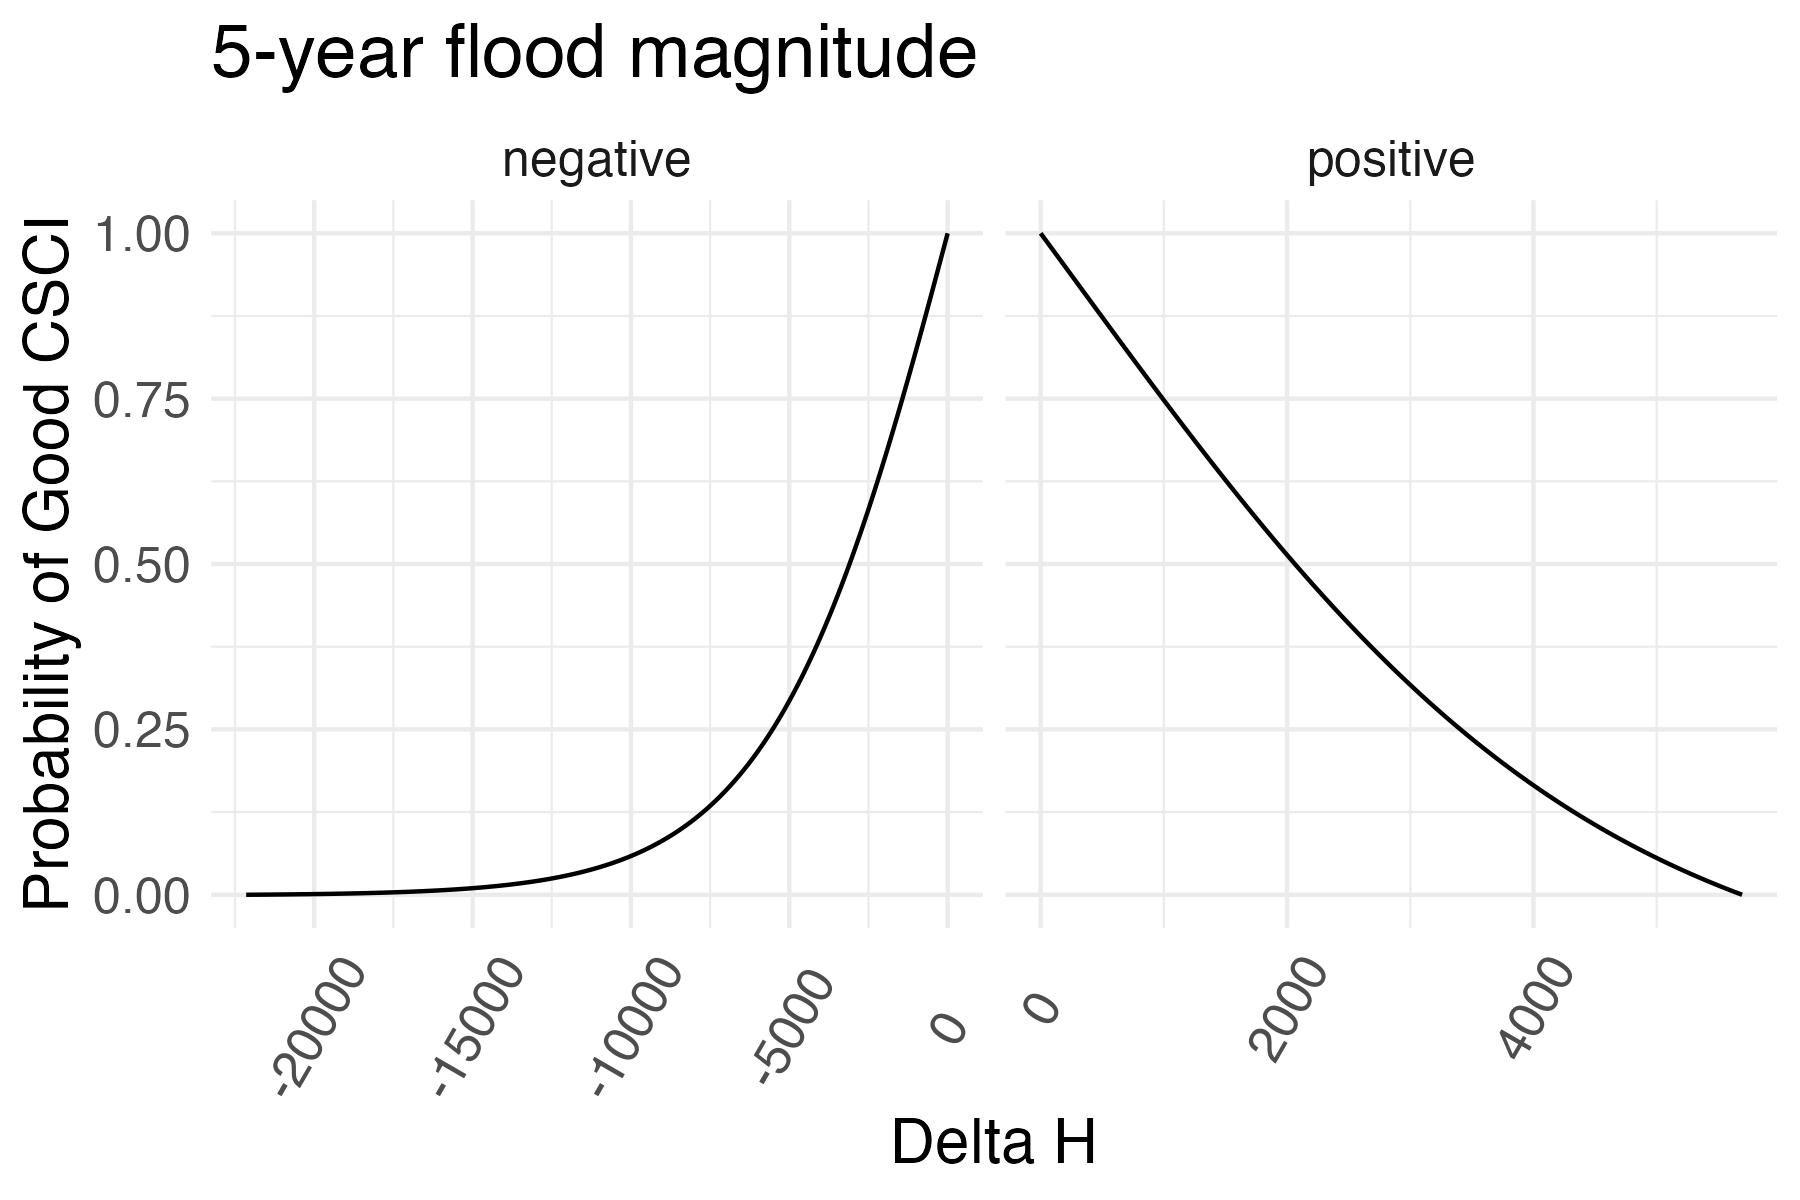 5-year flood magnitude
negative positive
Probability of Good CSCI
1.00
0.75
0.50
0.25
0.00
-20000 -15000 -10000 -5000 0 0 2000 4000
Delta H